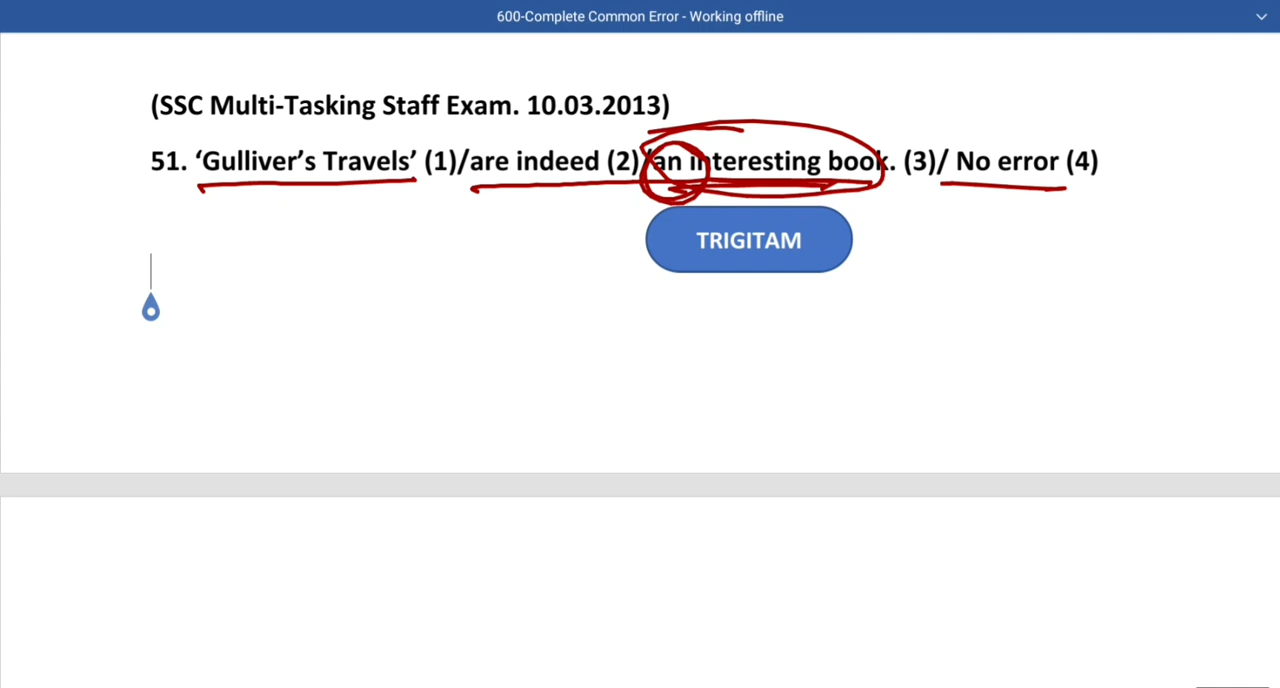 600-Complete Common Error - Working offline
(SSC Multi-Tasking Staff Exam. 10.03.2013)
51. ‘Gulliver’s Travels’ (1)/are indeed (2)/an interesting book. (3)/ No error (4)
TRIGITAM